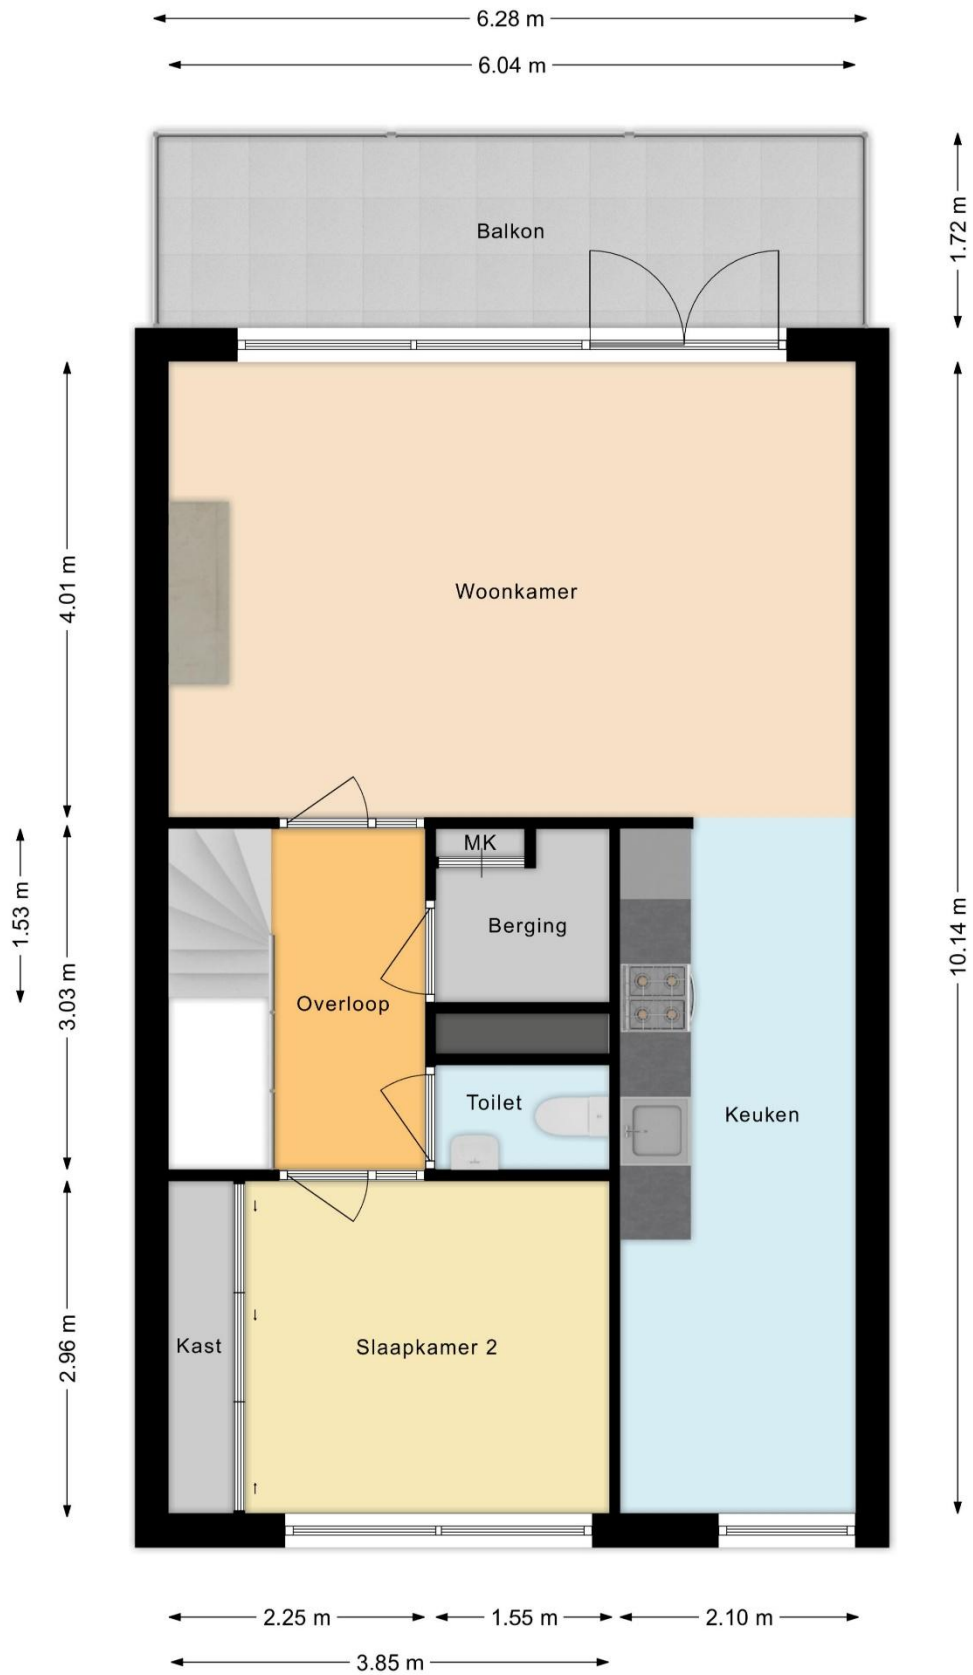 6.28 m
6.04 m
Balkon
1.72 m
4.01 m
Woonkamer
MK
Berging
1.53 m
10.14 m
3.03 m
Overloop
Toilet
Keuken
Kast
Slaapkamer 2
2.96 m
2.25 m
1.55 m
2.10 m
3.85 m